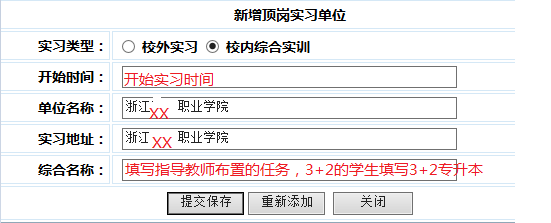 新增顶岗实习单位
实习类型： 校外实习 校内综合实训
开始时间： 开始实习时间
单位名称： 浙江XX职业学院
实习地址： 浙江XX职业学院
综合名称： 填写指导教师布置的任务，3+2的学生填写3+2专升本
提交保存 重新添加 关闭